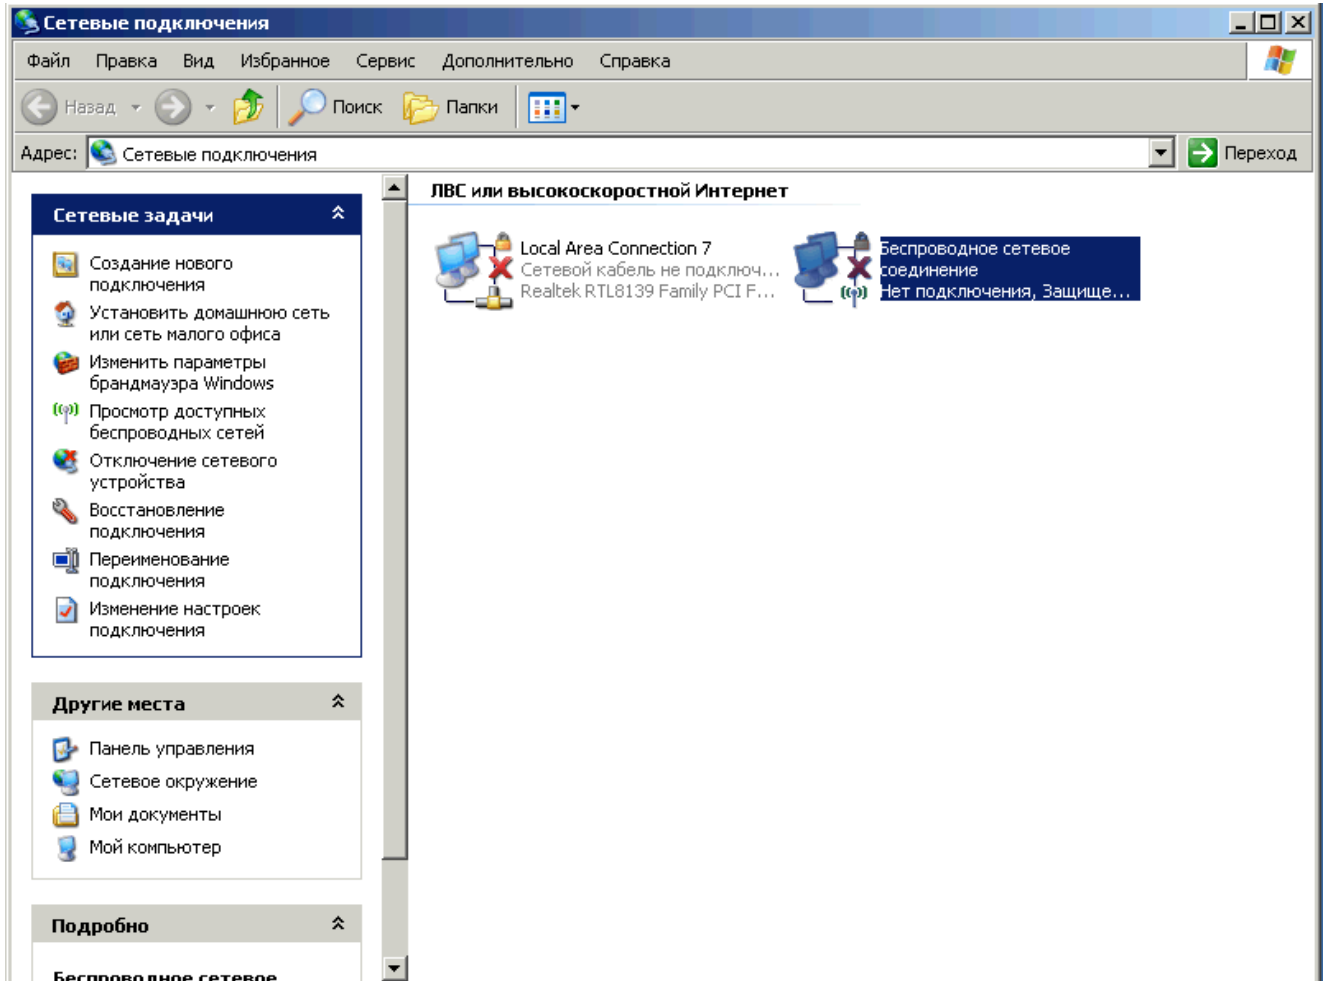 Сетевые подключения
Файл Правка Вид Избранное Сервис Дополнительно Справка
Назад Поиск Папки
Адрес: Сетевые подключения Переход
Сетевые задачи
Создание нового
подключения
Установить домашнюю сеть
или сеть малого офиса
Изменить параметры
брандмауэра Windows
Просмотр доступных
беспроводных сетей
Отключение сетевого
устройства
Восстановление
подключения
Переименование
подключения
Изменение настроек
подключения
Другие места
Панель управления
Сетевое окружение
Мои документы
Мой компьютер
Подробно
Беспроводное сетевое
ЛВС или высокоскоростной Интернет
Local Area Connection 7
Сетевой кабель не подключ...
Realtek RTL8139 Family PCI F...
Беспроводное сетевое
соединение
Нет подключения, Защище...